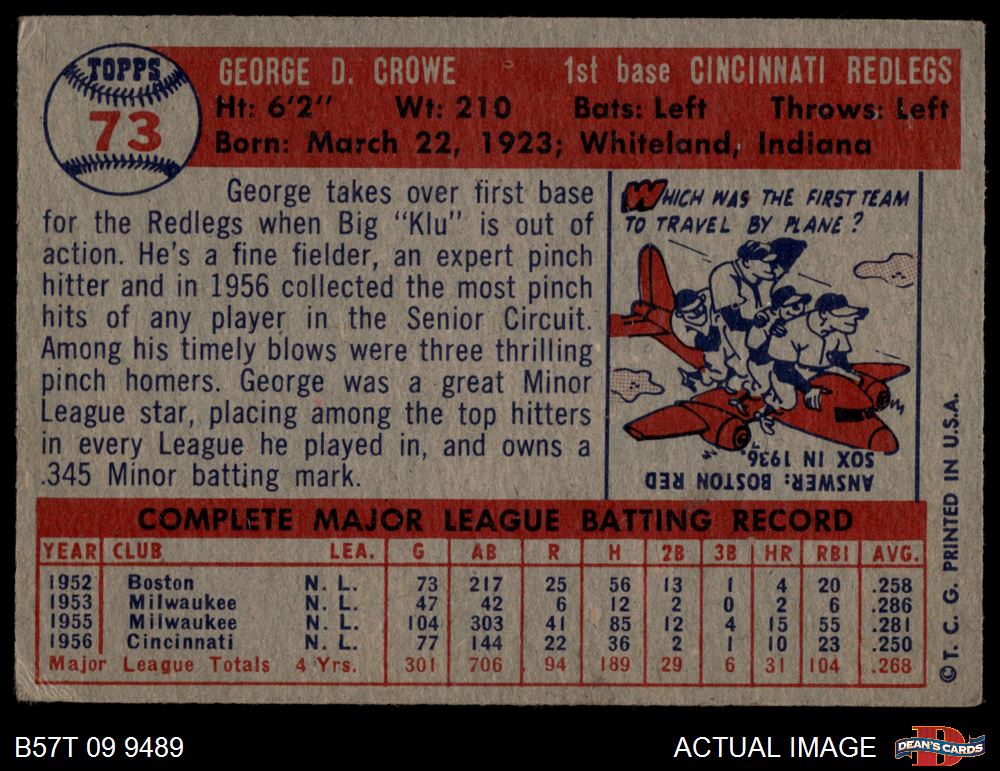 TOPPS
73
GEORGE D. CROWE 1st base CINCINNATI REDLEGS
Ht: 6'2" Wt: 210 Bats: Left Throws: Left
Born: March 22, 1923; Whiteland, Indiana
George takes over first base
for the Redlegs when Big "Klu" is out of
action. He's a fine fielder, an expert pinch
hitter and in 1956 collected the most pinch
hits of any player in the Senior Circuit.
Among his timely blows were three thrilling
pinch homers. George was a great Minor
League star, placing among the top hitters
in every League he played in, and owns a
.345 Minor batting mark.
WHICH WAS THE FIRST TEAM
TO TRAVEL BY PLANE?
ANSWER: BOSTON RED
SOX IN 1936.
COMPLETE MAJOR LEAGUE BATTING RECORD
YEAR CLUB LEA. G AB R H 2B 3B HR RBI AVG.
1952 Boston N. L. 73 217 25 56 13 1 4 20 .258
1953 Milwaukee N. L. 47 42 6 12 2 0 2 6 .286
1955 Milwaukee N. L. 104 303 41 85 12 4 15 55 .281
1956 Cincinnati N. L. 77 144 22 36 2 1 10 23 .250
Major League Totals 4 Yrs. 301 706 94 189 29 6 31 104 .268
© T. C. G. PRINTED IN U.S.A.
B57T 09 9489
ACTUAL IMAGE
D
DEAN'S CARDS